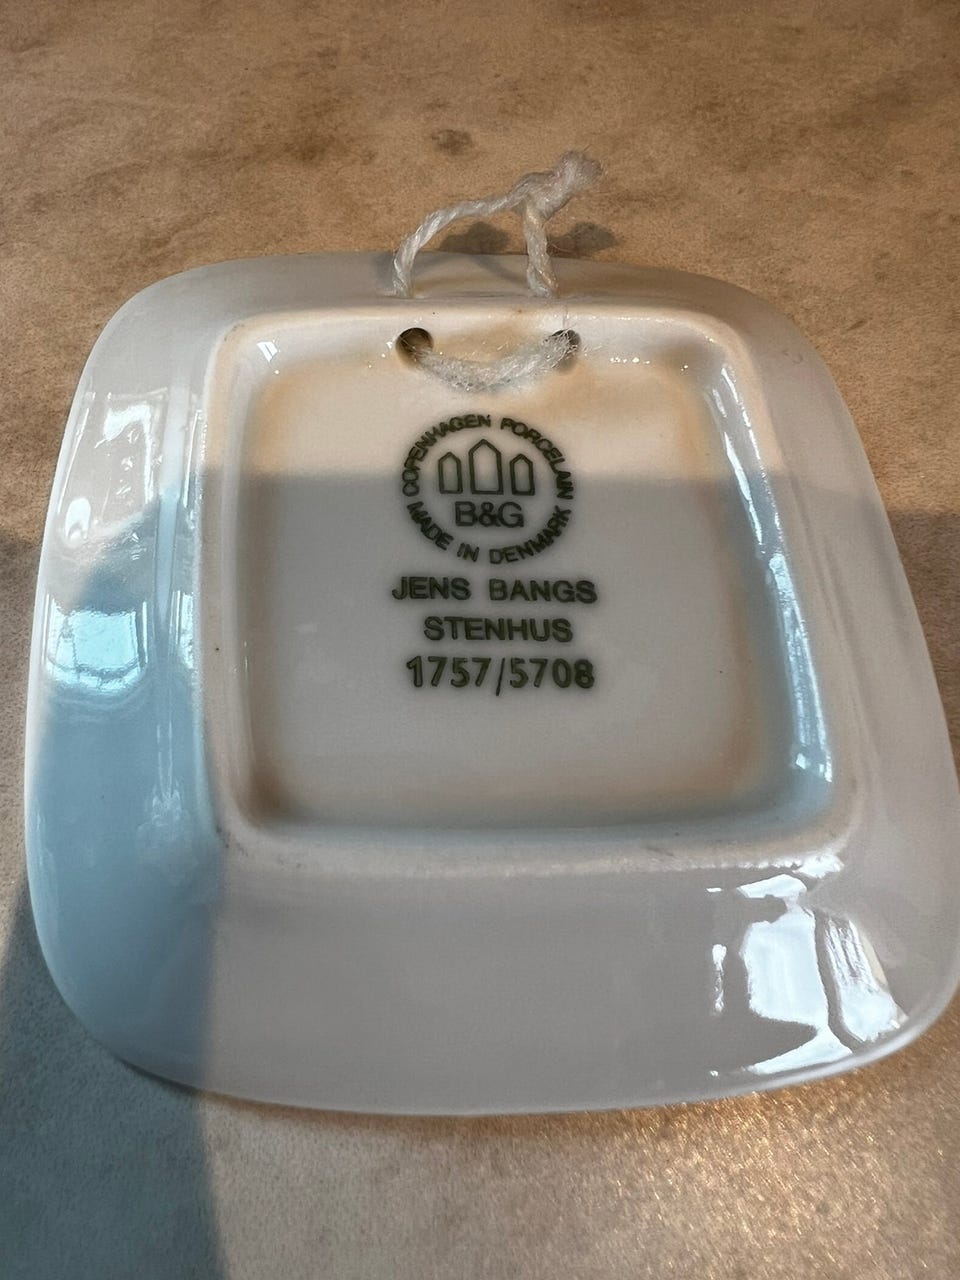 COPENHAGEN PORCELAIN
B&G
MADE IN DENMARK
JENS BANGS
STENHUS
1757/5708